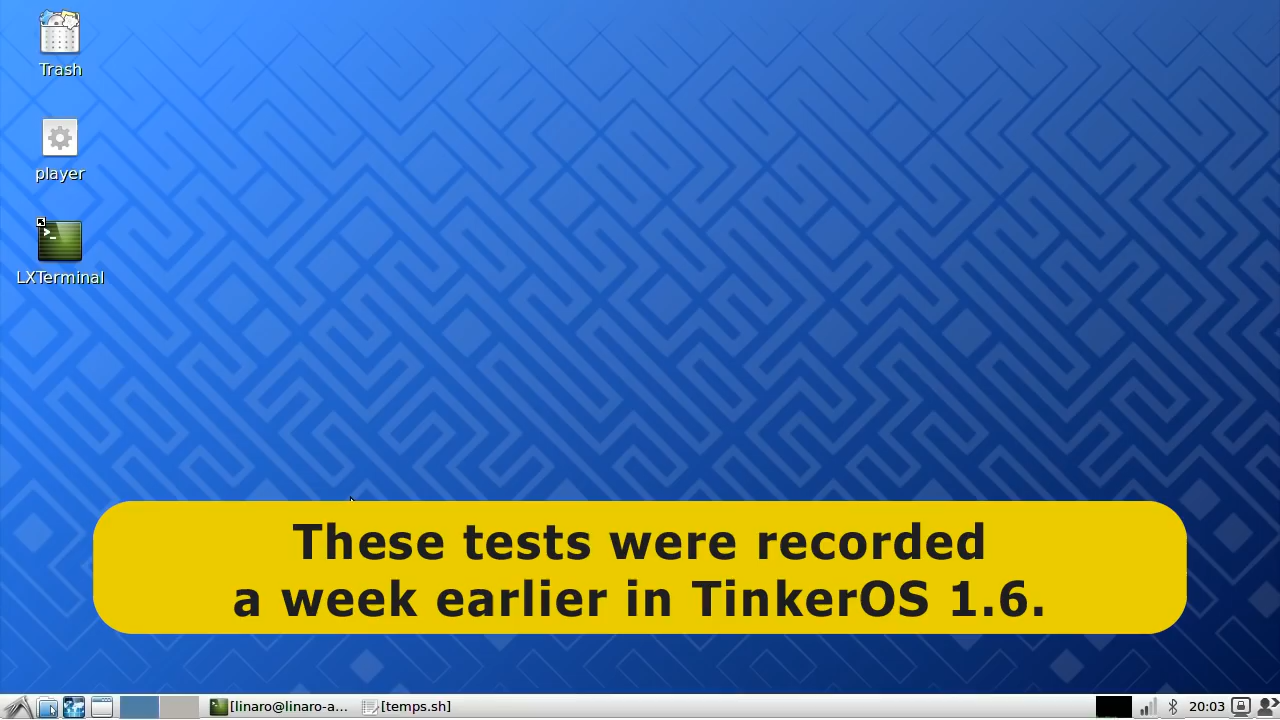 Trash
player
LXTerminal
These tests were recorded
a week earlier in TinkerOS 1.6.
[linaro@linaro-a...
[temps.sh]
20:03